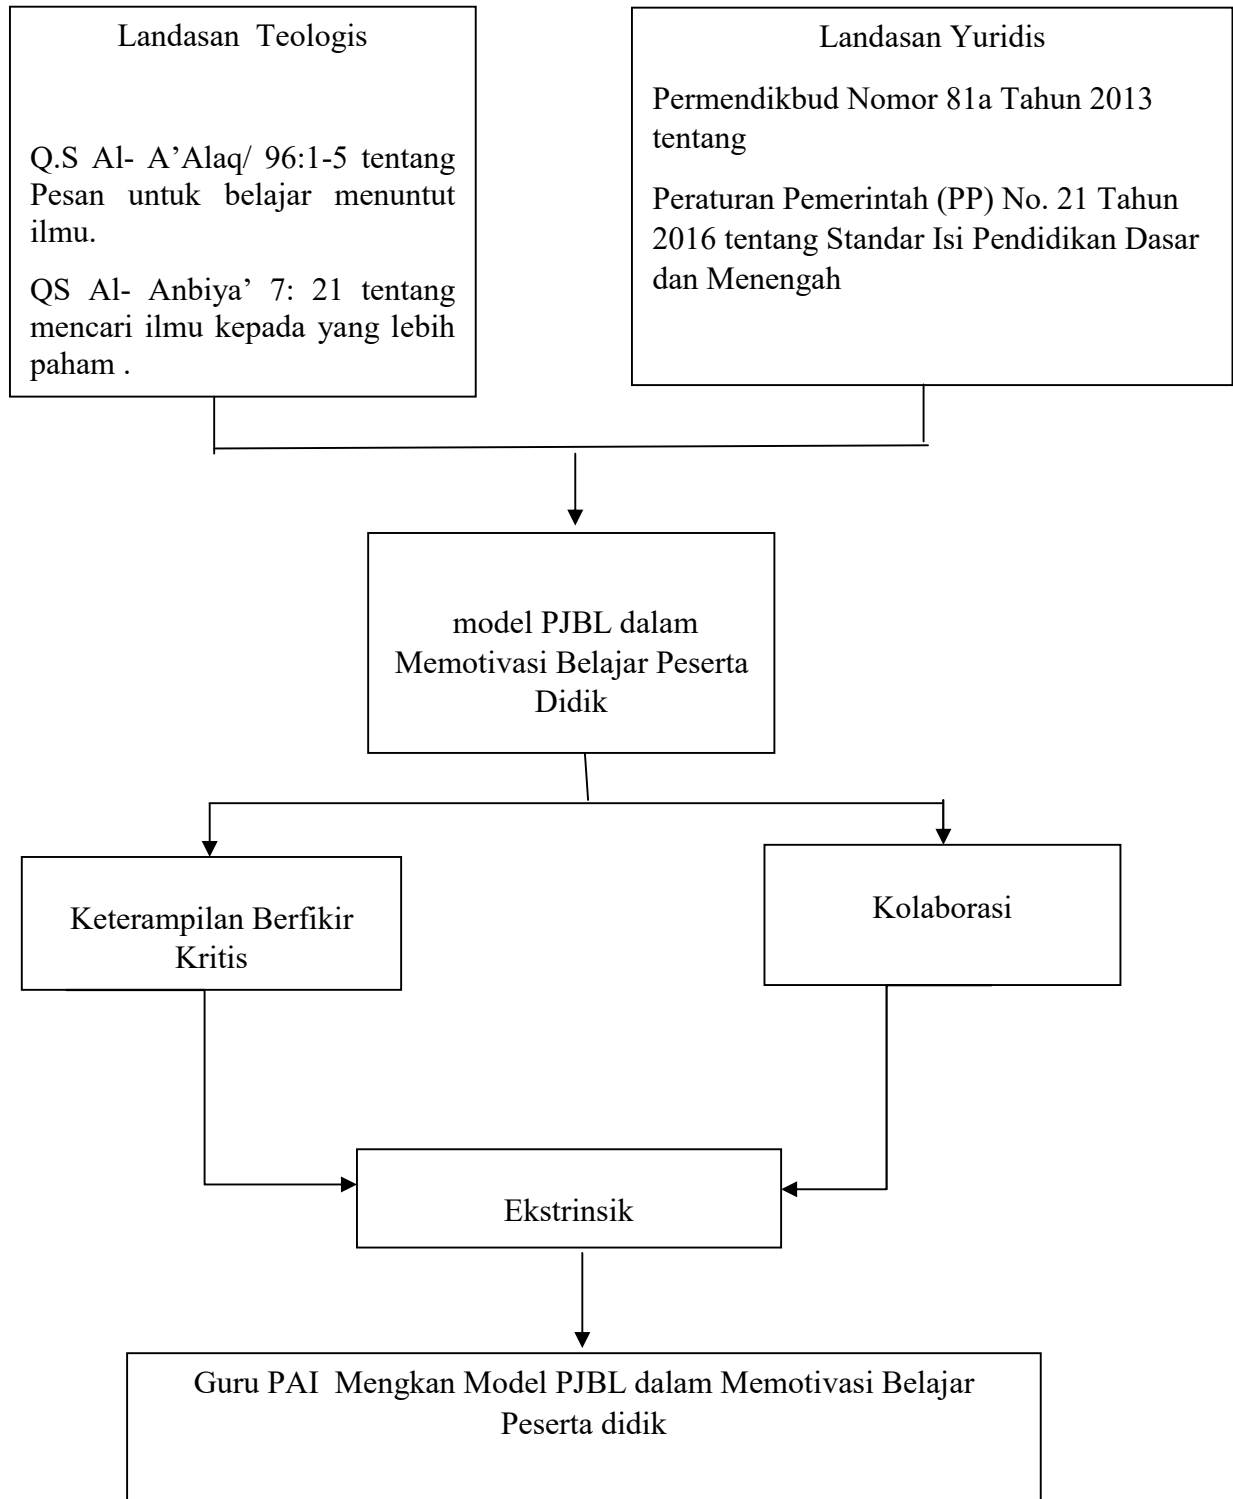 Landasan Teologis
Q.S Al- A’Alaq/ 96:1-5 tentang
Pesan untuk belajar menuntut
ilmu.
QS Al- Anbiya’ 7: 21 tentang
mencari ilmu kepada yang lebih
paham .
Landasan Yuridis
Permendikbud Nomor 81a Tahun 2013
tentang
Peraturan Pemerintah (PP) No. 21 Tahun
2016 tentang Standar Isi Pendidikan Dasar
dan Menengah
model PJBL dalam
Memotivasi Belajar Peserta
Didik
Keterampilan Berfikir
Kritis
Kolaborasi
Ekstrinsik
Guru PAI Mengkan Model PJBL dalam Memotivasi Belajar
Peserta didik